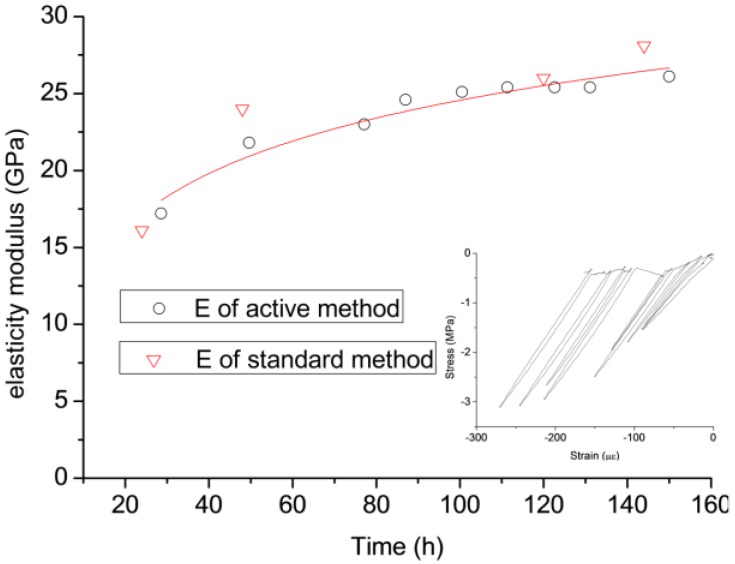 30
25
20
15
10
5
0
elasticity modulus (GPa)
E of active method
E of standard method
0
-1
-2
-3
Stress (MPa)
-300 -200 -100 0
Strain (µε)
20 40 60 80 100 120 140 160
Time (h)